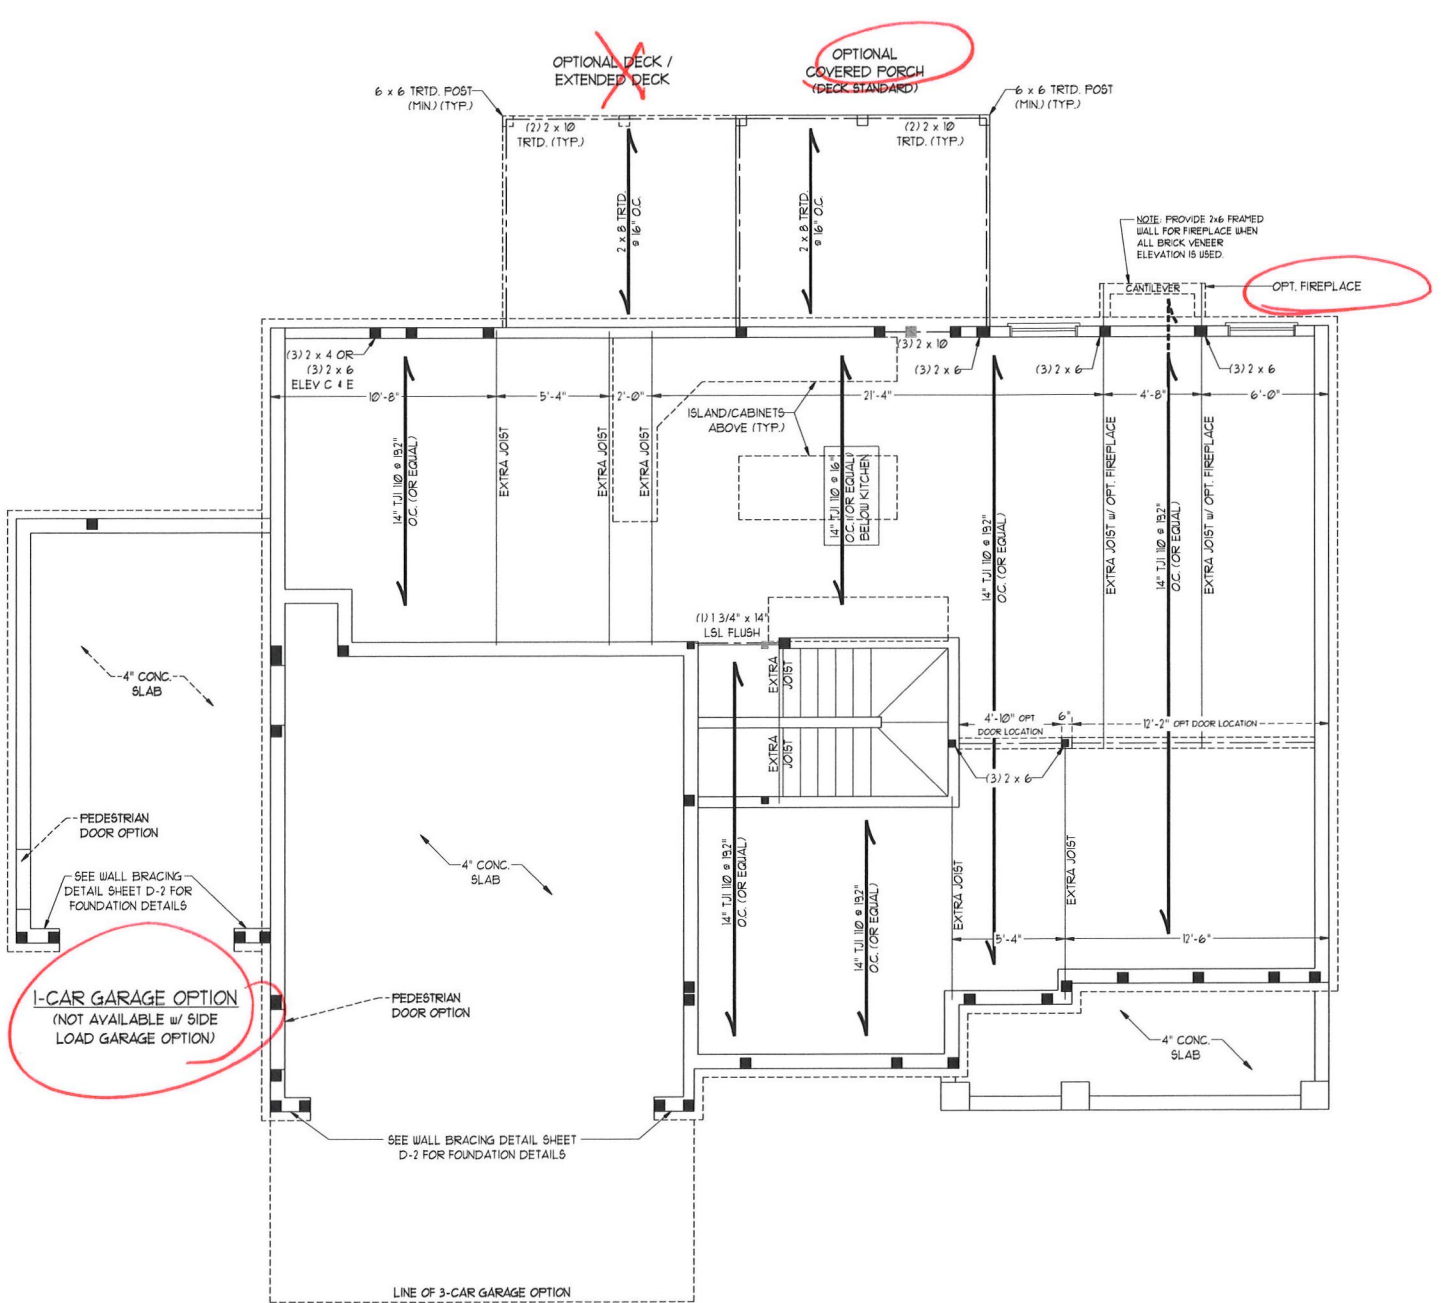 OPTIONAL DECK /
EXTENDED DECK
OPTIONAL
COVERED PORCH
(DECK STANDARD)
6 x 6 TRTD. POST
(MIN.) (TYP.)
6 x 6 TRTD. POST
(MIN.) (TYP.)
(2) 2 x 10
TRTD. (TYP.)
(2) 2 x 10
TRTD. (TYP.)
2 x 8 TRTD.
@ 16" O.C.
2 x 8 TRTD.
@ 16" O.C.
NOTE: PROVIDE 2x6 FRAMED
WALL FOR FIREPLACE WHEN
ALL BRICK VENEER
ELEVATION IS USED.
CANTILEVER
OPT. FIREPLACE
(3) 2 x 4 OR
(3) 2 x 6
ELEV C & E
(3) 2 x 10
(3) 2 x 6
(3) 2 x 6
(3) 2 x 6
10'-8"
5'-4"
2'-0"
21'-4"
4'-8"
6'-0"
ISLAND/CABINETS
ABOVE (TYP.)
14" TJI 110 @ 19.2"
O.C. (OR EQUAL)
EXTRA JOIST
EXTRA JOIST
EXTRA JOIST
14" TJI 110 @ 16"
O.C. (OR EQUAL)
BELOW KITCHEN
14" TJI 110 @ 19.2"
O.C. (OR EQUAL)
EXTRA JOIST w/ OPT. FIREPLACE
14" TJI 110 @ 19.2"
O.C. (OR EQUAL)
EXTRA JOIST w/ OPT. FIREPLACE
(1) 1 3/4" x 14"
LSL FLUSH
4" CONC.
SLAB
EXTRA
JOIST
EXTRA
JOIST
4'-10" OPT
DOOR LOCATION
6"
12'-2" OPT DOOR LOCATION
(3) 2 x 6
PEDESTRIAN
DOOR OPTION
SEE WALL BRACING
DETAIL SHEET D-2 FOR
FOUNDATION DETAILS
4" CONC.
SLAB
14" TJI 110 @ 19.2"
O.C. (OR EQUAL)
14" TJI 110 @ 19.2"
O.C. (OR EQUAL)
EXTRA JOIST
EXTRA JOIST
5'-4"
12'-6"
1-CAR GARAGE OPTION
(NOT AVAILABLE w/ SIDE
LOAD GARAGE OPTION)
PEDESTRIAN
DOOR OPTION
4" CONC.
SLAB
SEE WALL BRACING DETAIL SHEET
D-2 FOR FOUNDATION DETAILS
LINE OF 3-CAR GARAGE OPTION